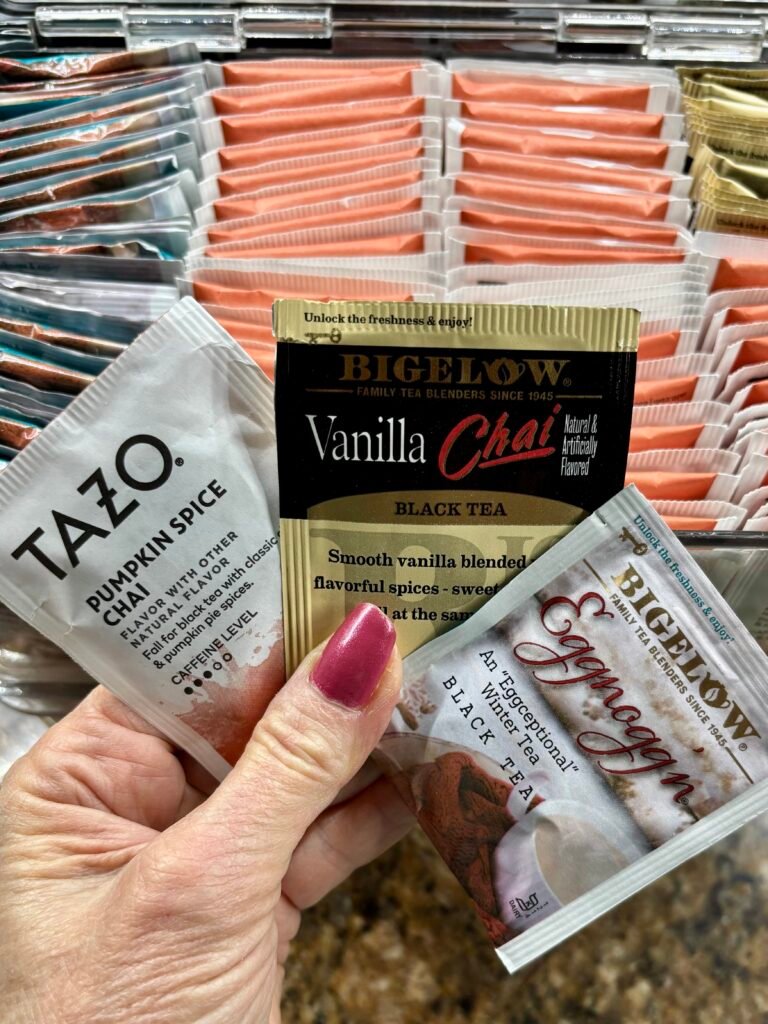 TAZO®
PUMPKIN SPICE
CHAI
FLAVOR WITH OTHER
NATURAL FLAVOR
Fall for black tea with classic
& pumpkin pie spices.
CAFFEINE LEVEL
Unlock the freshness & enjoy!
BIGELOW®
FAMILY TEA BLENDERS SINCE 1945
Vanilla Chai
Natural &
Artificially
Flavored
BLACK TEA
Smooth vanilla blended
flavorful spices - sweet
at the
Unlock the freshness & enjoy!
BIGELOW®
FAMILY TEA BLENDERS SINCE 1945
Eggnogg'n®
An "Eggceptional"
Winter Tea
BLACK TEA
DAIRY